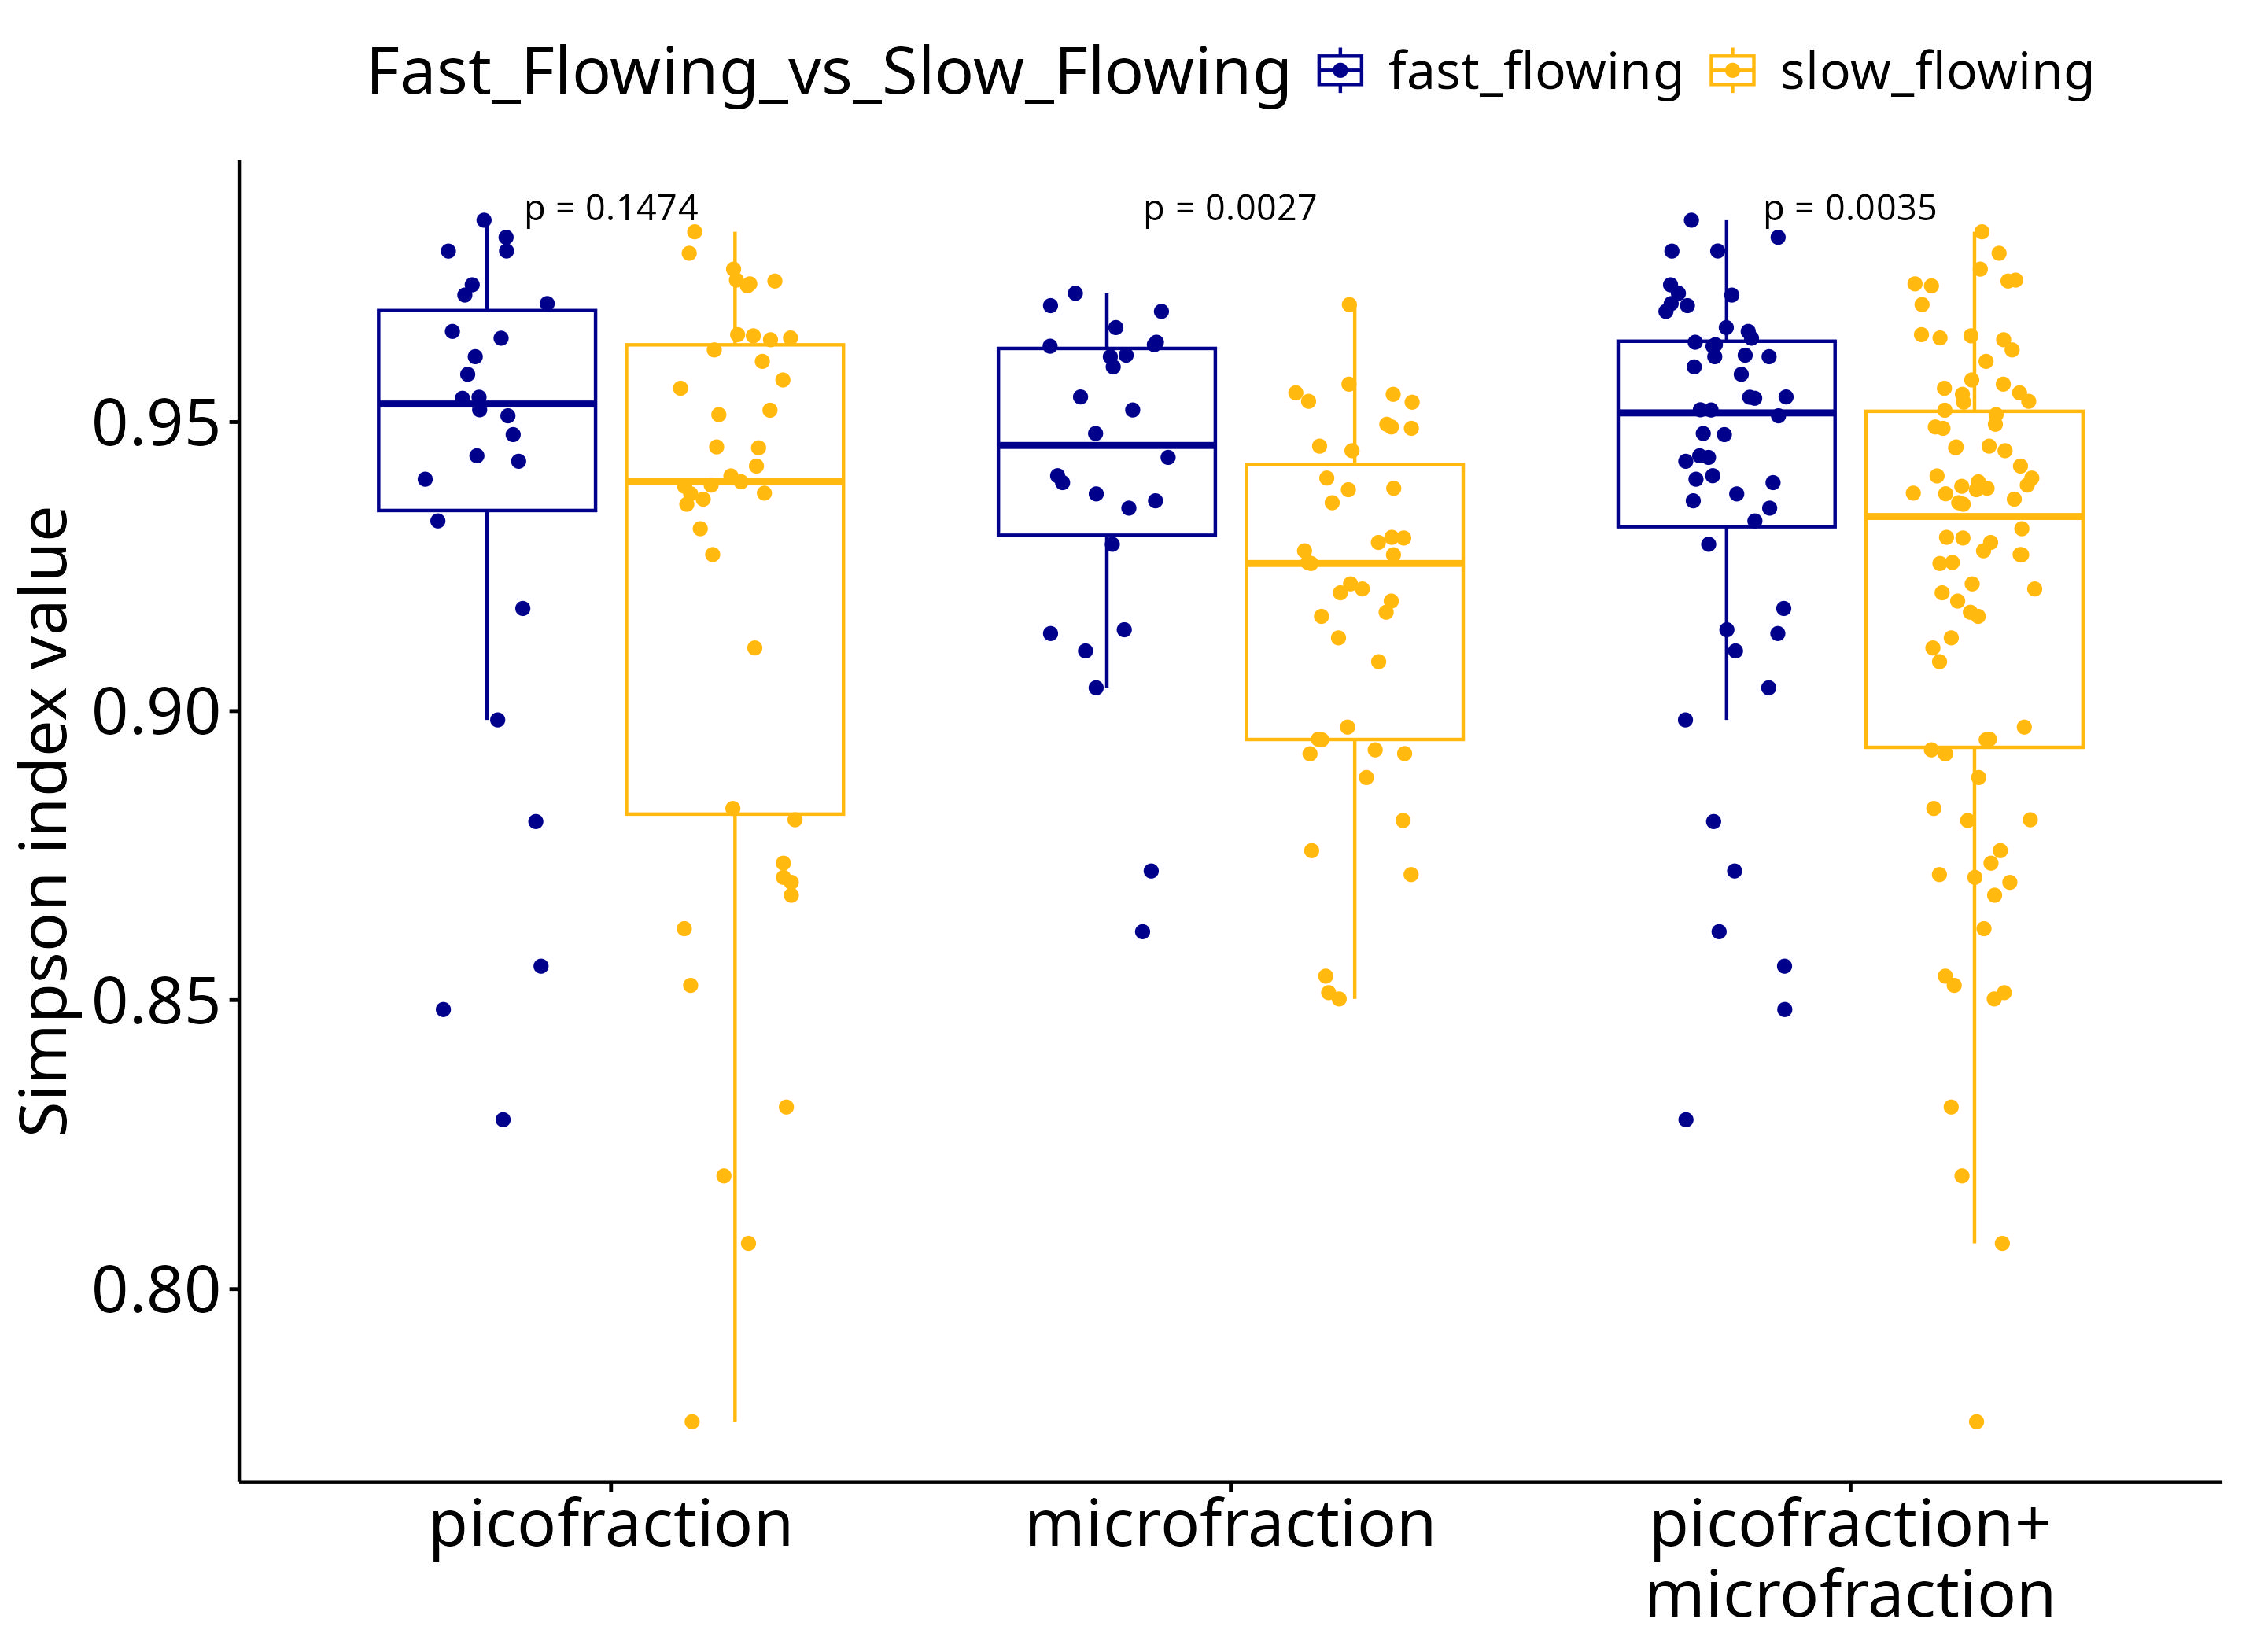 Fast_Flowing_vs_Slow_Flowing fast_flowing slow_flowing
p = 0.1474 p = 0.0027 p = 0.0035
Simpson index value
0.95
0.90
0.85
0.80
picofraction microfraction picofraction+
microfraction